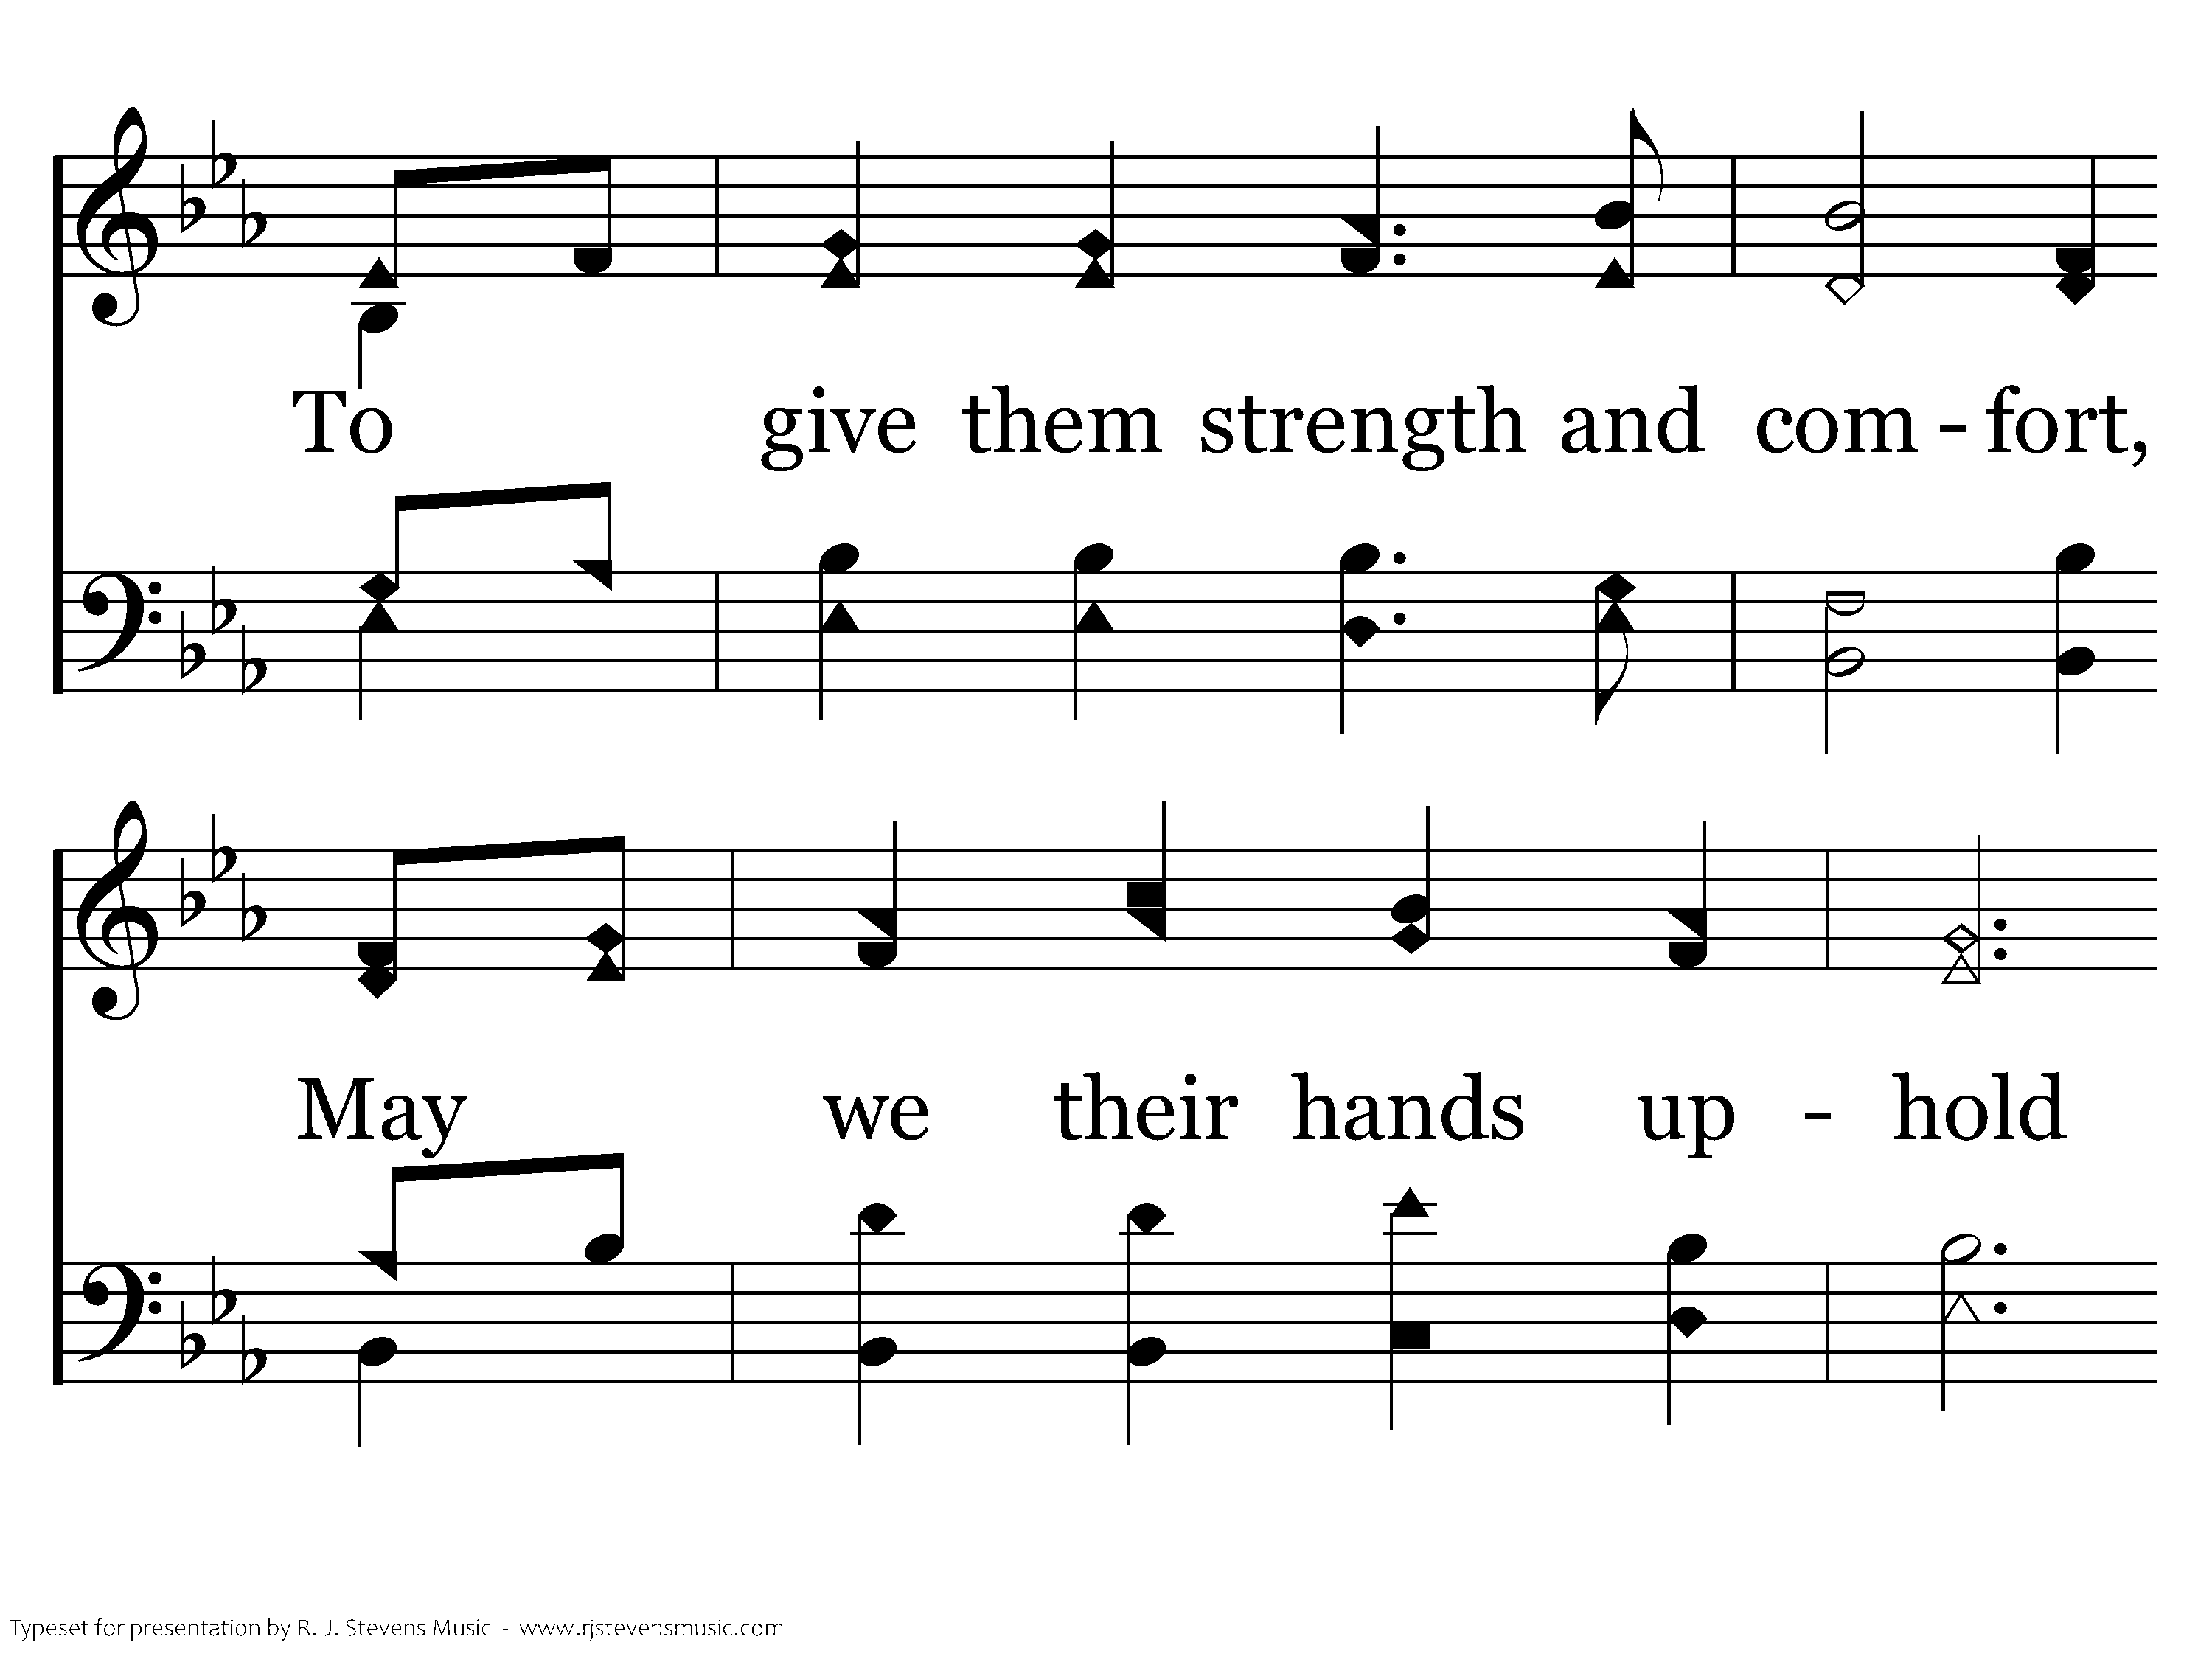 To give them strength and com - fort,
May we their hands up - hold
Typeset for presentation by R. J. Stevens Music - www.rjstevensmusic.com